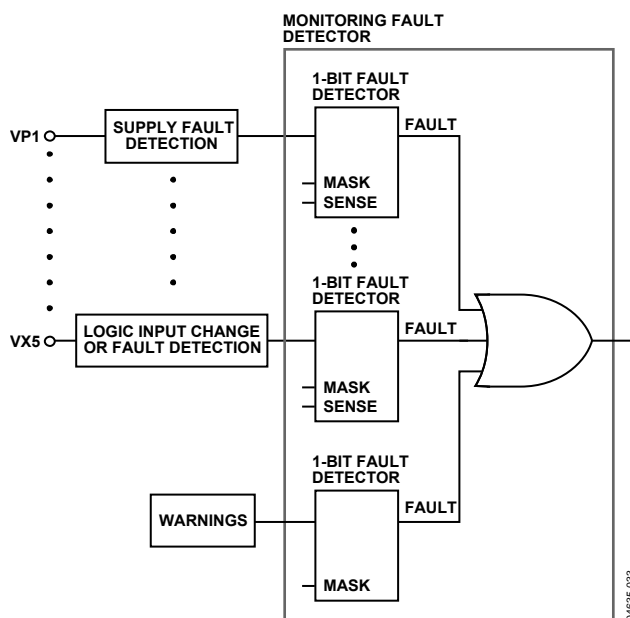 MONITORING FAULT
DETECTOR
1-BIT FAULT
DETECTOR
VP1
SUPPLY FAULT
DETECTION
FAULT
MASK
SENSE
1-BIT FAULT
DETECTOR
VX5
LOGIC INPUT CHANGE
OR FAULT DETECTION
FAULT
MASK
SENSE
1-BIT FAULT
DETECTOR
WARNINGS
FAULT
MASK